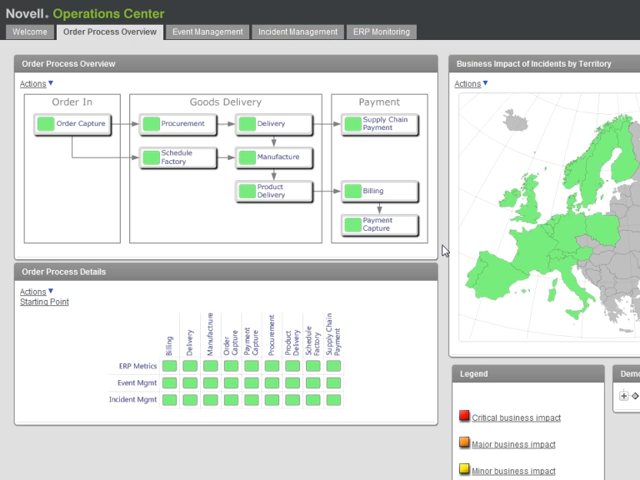 Novell. Operations Center
Welcome
Order Process Overview
Event Management
Incident Management
ERP Monitoring
Order Process Overview
Actions
Order In
Goods Delivery
Payment
Order Capture
Procurement
Delivery
Supply Chain
Payment
Schedule
Factory
Manufacture
Product
Delivery
Billing
Payment
Capture
Order Process Details
Actions
Starting Point
Billing
Delivery
Manufacture
Order
Capture
Payment
Capture
Procurement
Product
Delivery
Schedule
Factory
Supply Chain
Payment
ERP Metrics
Event Mgmt
Incident Mgmt
Business Impact of Incidents by Territory
Actions
Legend
Critical business impact
Major business impact
Minor business impact
Dem